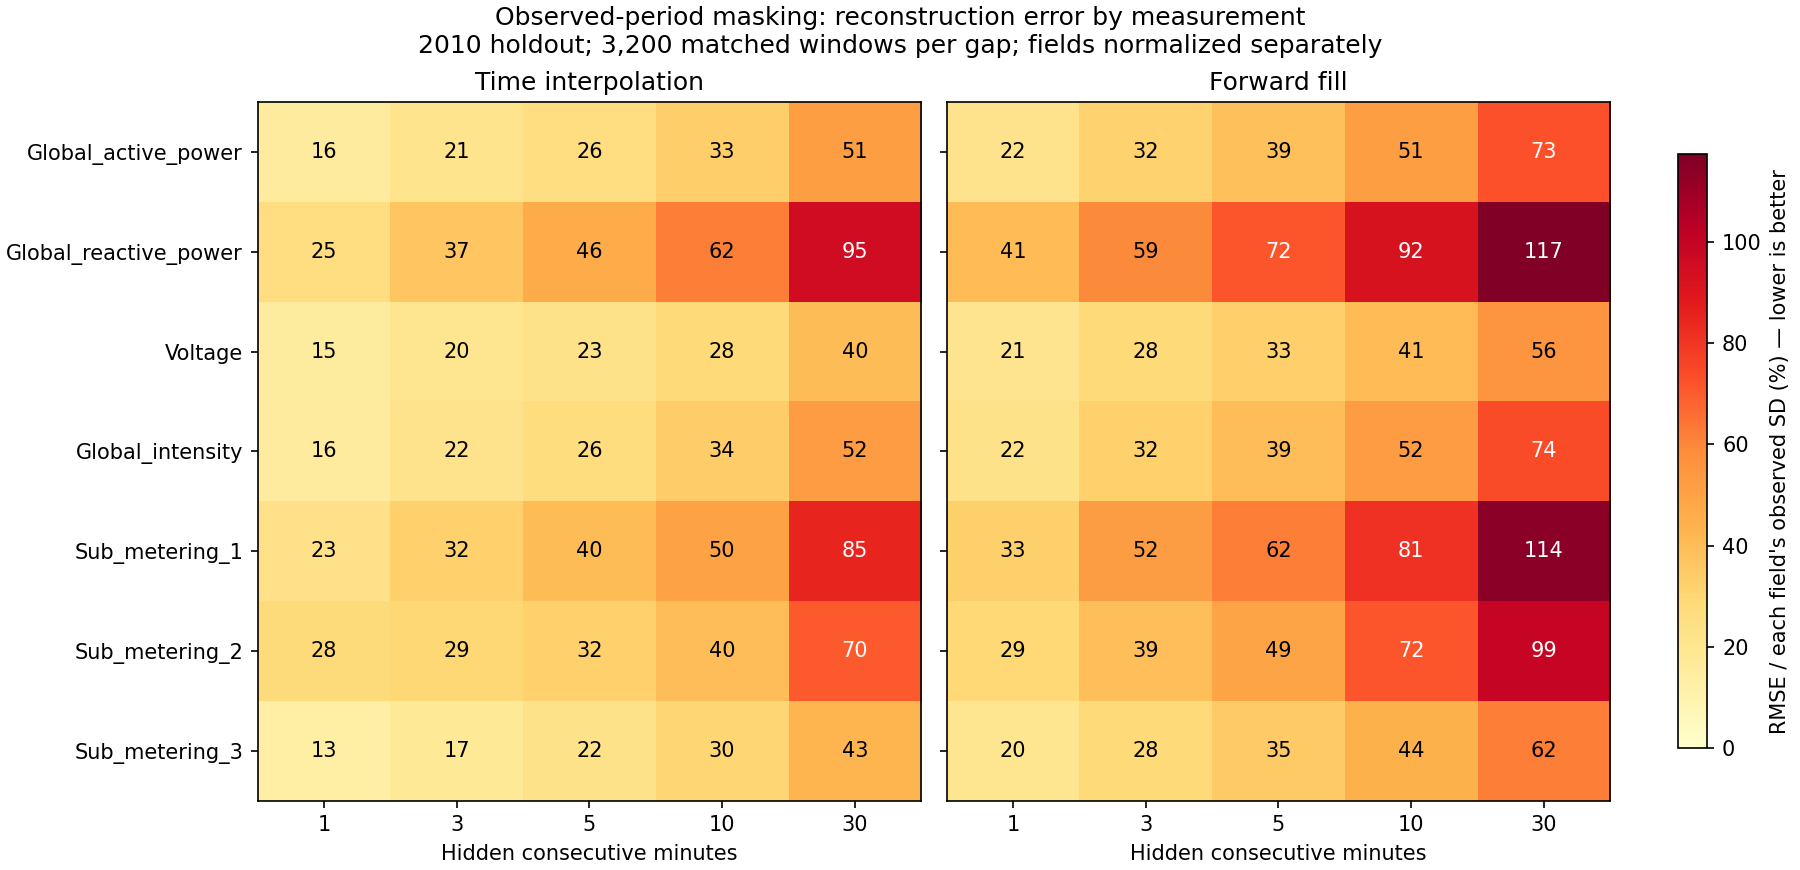 Observed-period masking: reconstruction error by measurement
2010 holdout; 3,200 matched windows per gap; fields normalized separately
Time interpolation
Forward fill
Global_active_power 16 21 26 33 51 22 32 39 51 73
Global_reactive_power 25 37 46 62 95 41 59 72 92 117
Voltage 15 20 23 28 40 21 28 33 41 56
Global_intensity 16 22 26 34 52 22 32 39 52 74
Sub_metering_1 23 32 40 50 85 33 52 62 81 114
Sub_metering_2 28 29 32 40 70 29 39 49 72 99
Sub_metering_3 13 17 22 30 43 20 28 35 44 62
1 3 5 10 30 1 3 5 10 30
Hidden consecutive minutes
Hidden consecutive minutes
100
80
60
40
20
0
RMSE / each field's observed SD (%) — lower is better